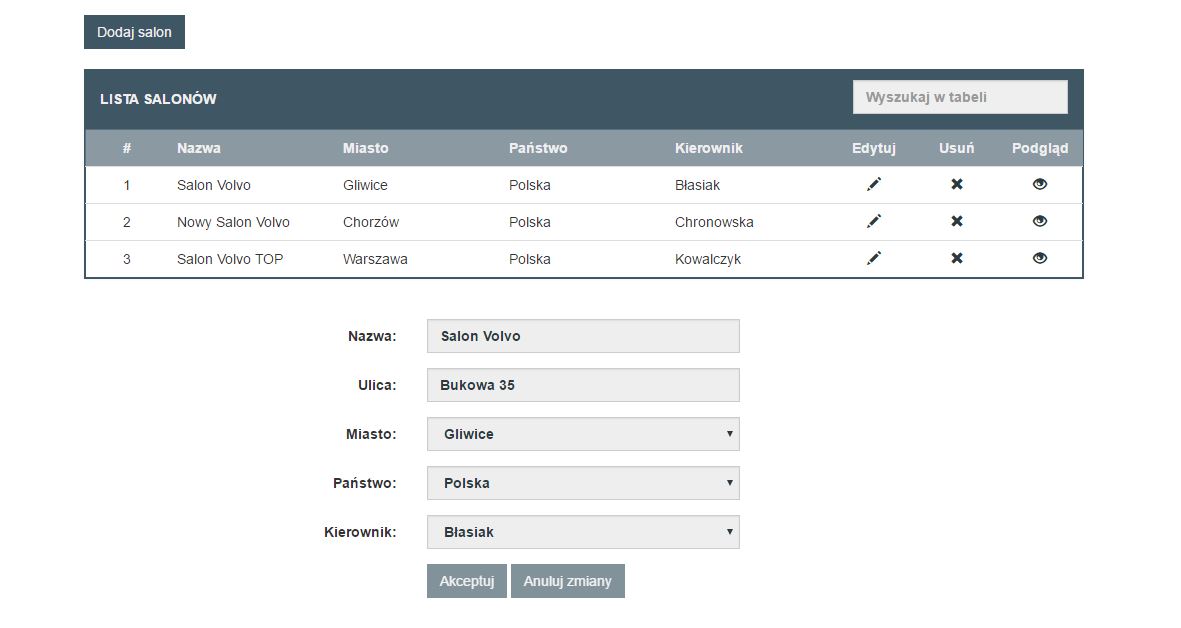 Dodaj salon
LISTA SALONÓW Wyszukaj w tabeli
# Nazwa Miasto Państwo Kierownik Edytuj Usuń Podgląd
1 Salon Volvo Gliwice Polska Błasiak
2 Nowy Salon Volvo Chorzów Polska Chronowska
3 Salon Volvo TOP Warszawa Polska Kowalczyk
Nazwa: Salon Volvo
Ulica: Bukowa 35
Miasto: Gliwice
Państwo: Polska
Kierownik: Błasiak
Akceptuj Anuluj zmiany